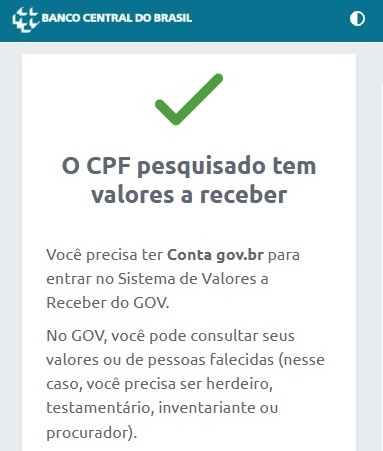 BANCO CENTRAL DO BRASIL
O CPF pesquisado tem
valores a receber
Você precisa ter Conta gov.br para
entrar no Sistema de Valores a
Receber do GOV.
No GOV, você pode consultar seus
valores ou de pessoas falecidas (nesse
caso, você precisa ser herdeiro,
testamentário, inventariante ou
procurador).